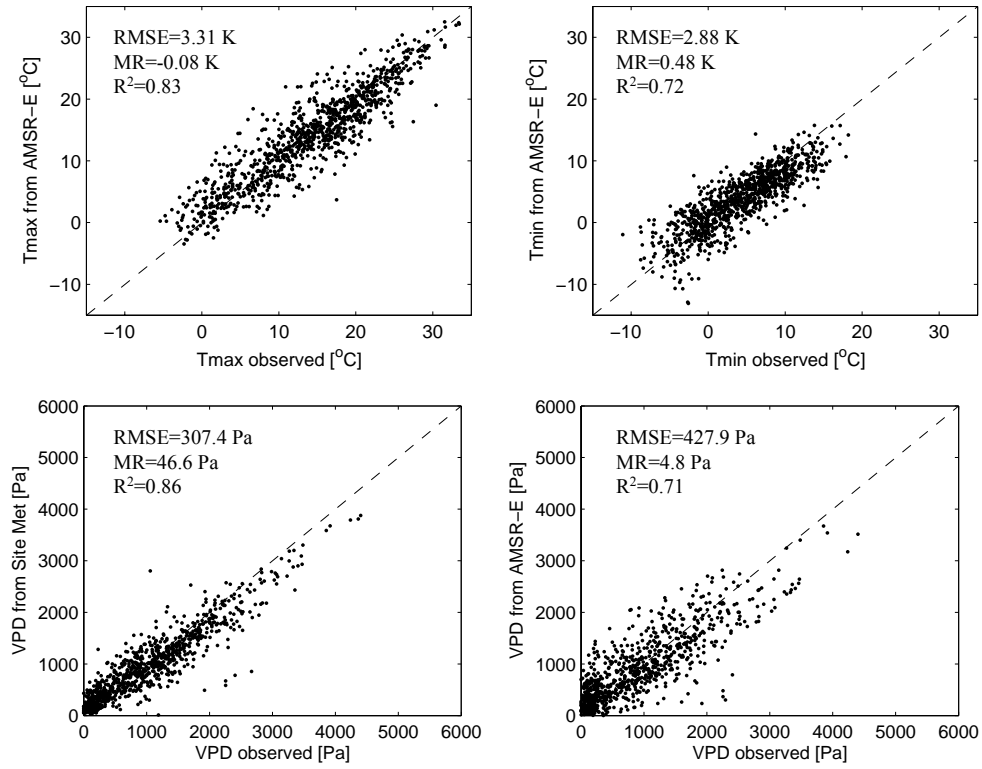 RMSE=3.31 K
MR=-0.08 K
R²=0.83
Tmax from AMSR−E [°C]
30
20
10
0
−10
−10 0 10 20 30
Tmax observed [°C]
RMSE=2.88 K
MR=0.48 K
R²=0.72
Tmin from AMSR−E [°C]
30
20
10
0
−10
−10 0 10 20 30
Tmin observed [°C]
RMSE=307.4 Pa
MR=46.6 Pa
R²=0.86
VPD from Site Met [Pa]
6000
5000
4000
3000
2000
1000
0
0 1000 2000 3000 4000 5000 6000
VPD observed [Pa]
RMSE=427.9 Pa
MR=4.8 Pa
R²=0.71
VPD from AMSR−E [Pa]
6000
5000
4000
3000
2000
1000
0
0 1000 2000 3000 4000 5000 6000
VPD observed [Pa]